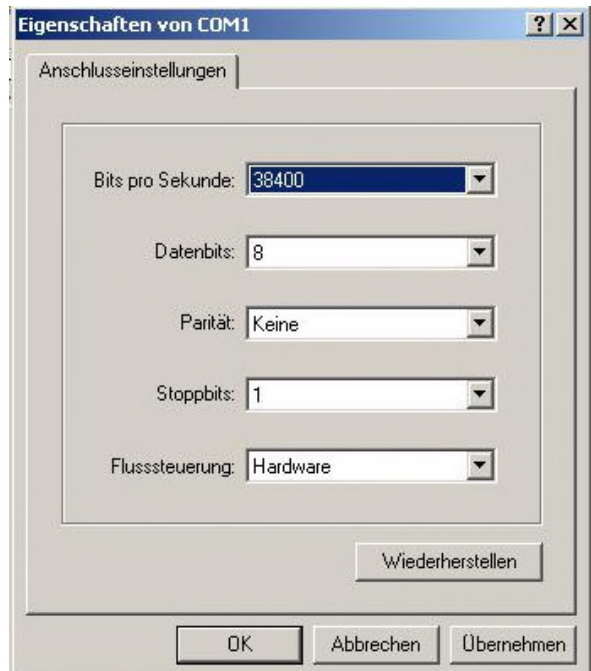 Eigenschaften von COM1
Anschlusseinstellungen
Bits pro Sekunde: 38400
Datenbits: 8
Parität: Keine
Stoppbits: 1
Flusssteuerung: Hardware
Wiederherstellen
OK Abbrechen Übernehmen